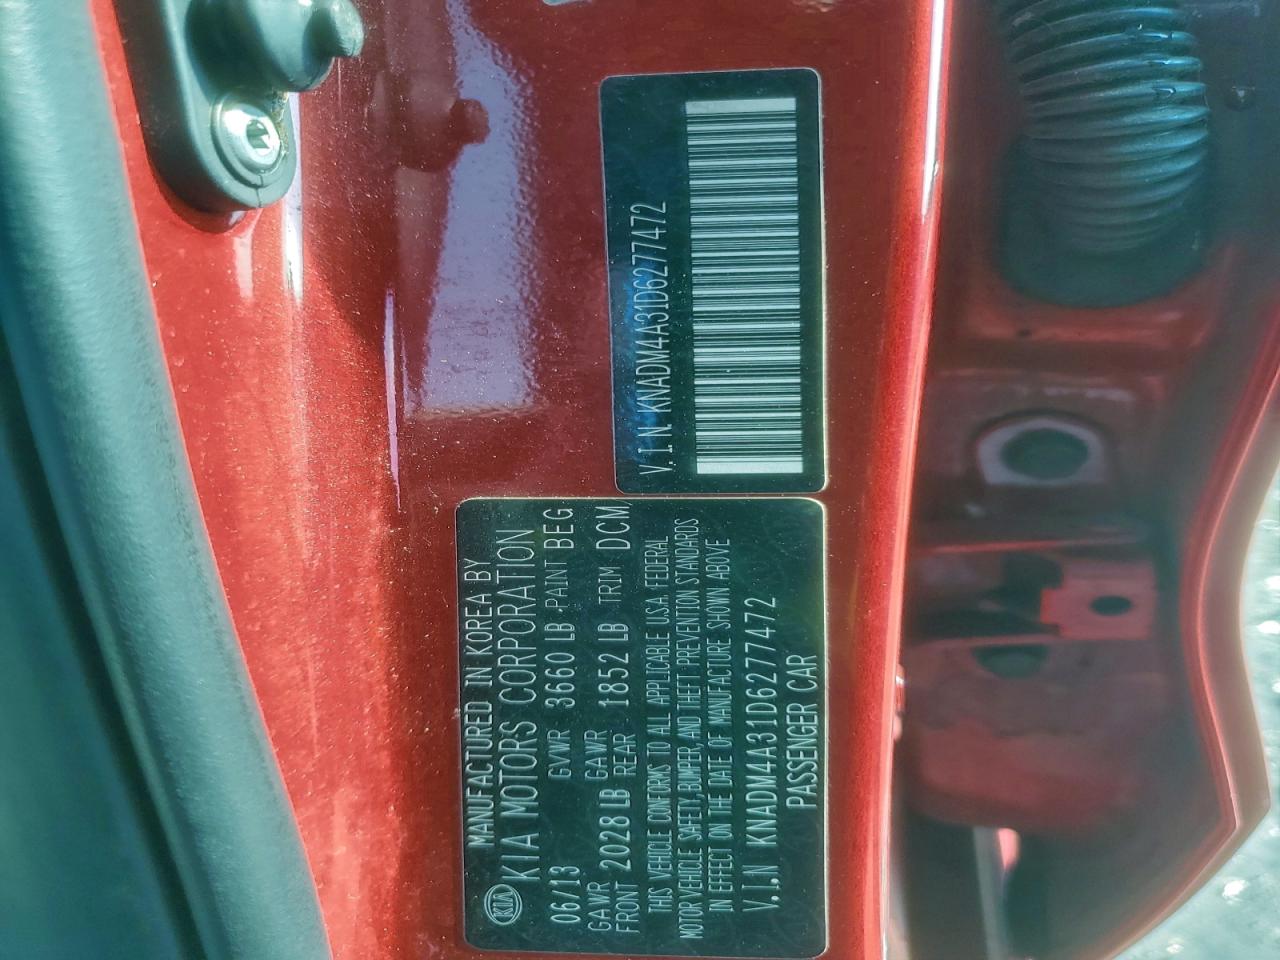 MANUFACTURED IN KOREA BY
KIA KIA MOTORS CORPORATION
06/13 GVWR 3660 LB PAINT BEG
GAWR FRONT 2028 LB GAWR REAR 1852 LB TRIM DCM
THIS VEHICLE CONFORMS TO ALL APPLICABLE U.S.A FEDERAL
MOTOR VEHICLE SAFETY, BUMPER, AND THEFT PREVENTION STANDARDS
IN EFFECT ON THE DATE OF MANUFACTURE SHOWN ABOVE
V.I.N KNADM4A31D6277472
PASSENGER CAR
V.I.N KNADM4A31D6277472